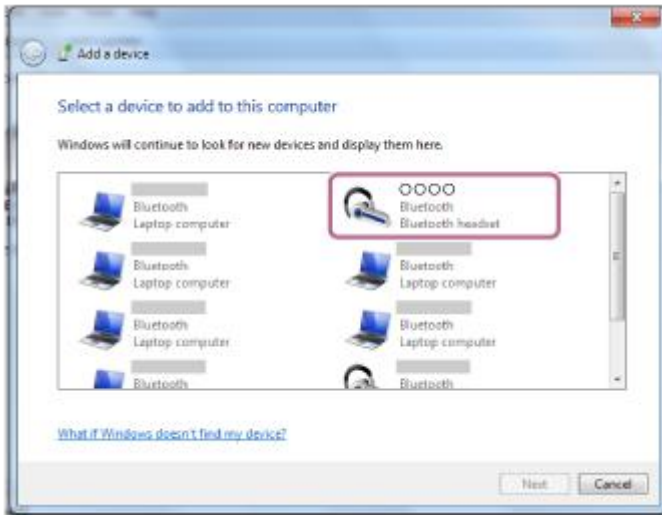 Add a device
Select a device to add to this computer
Windows will continue to look for new devices and display them here.
Bluetooth
Laptop computer
OOOO
Bluetooth
Bluetooth headset
Bluetooth
Laptop computer
Bluetooth
Laptop computer
Bluetooth
Laptop computer
Bluetooth
Laptop computer
Bluetooth
Bluetooth
What if Windows doesn't find my device?
Next
Cancel